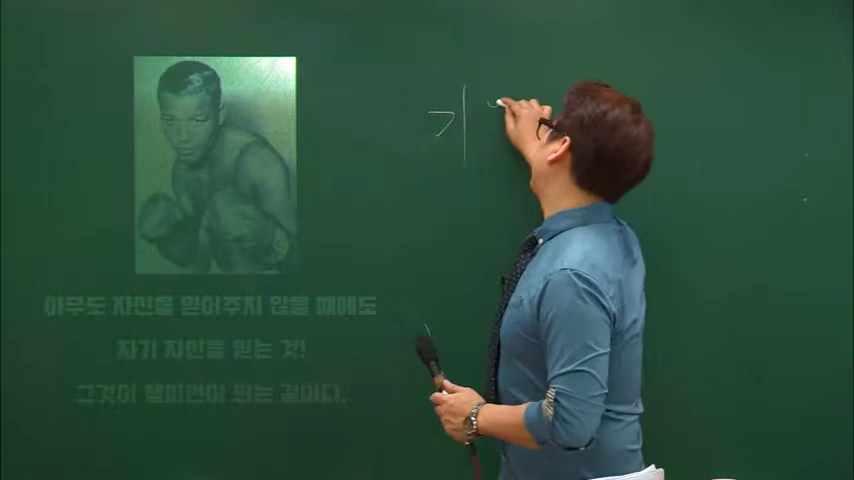 기
아무도 자신을 믿어주지 않을 때에도
자기 자신을 믿는 것!
그것이 챔피언이 되는 길이다.